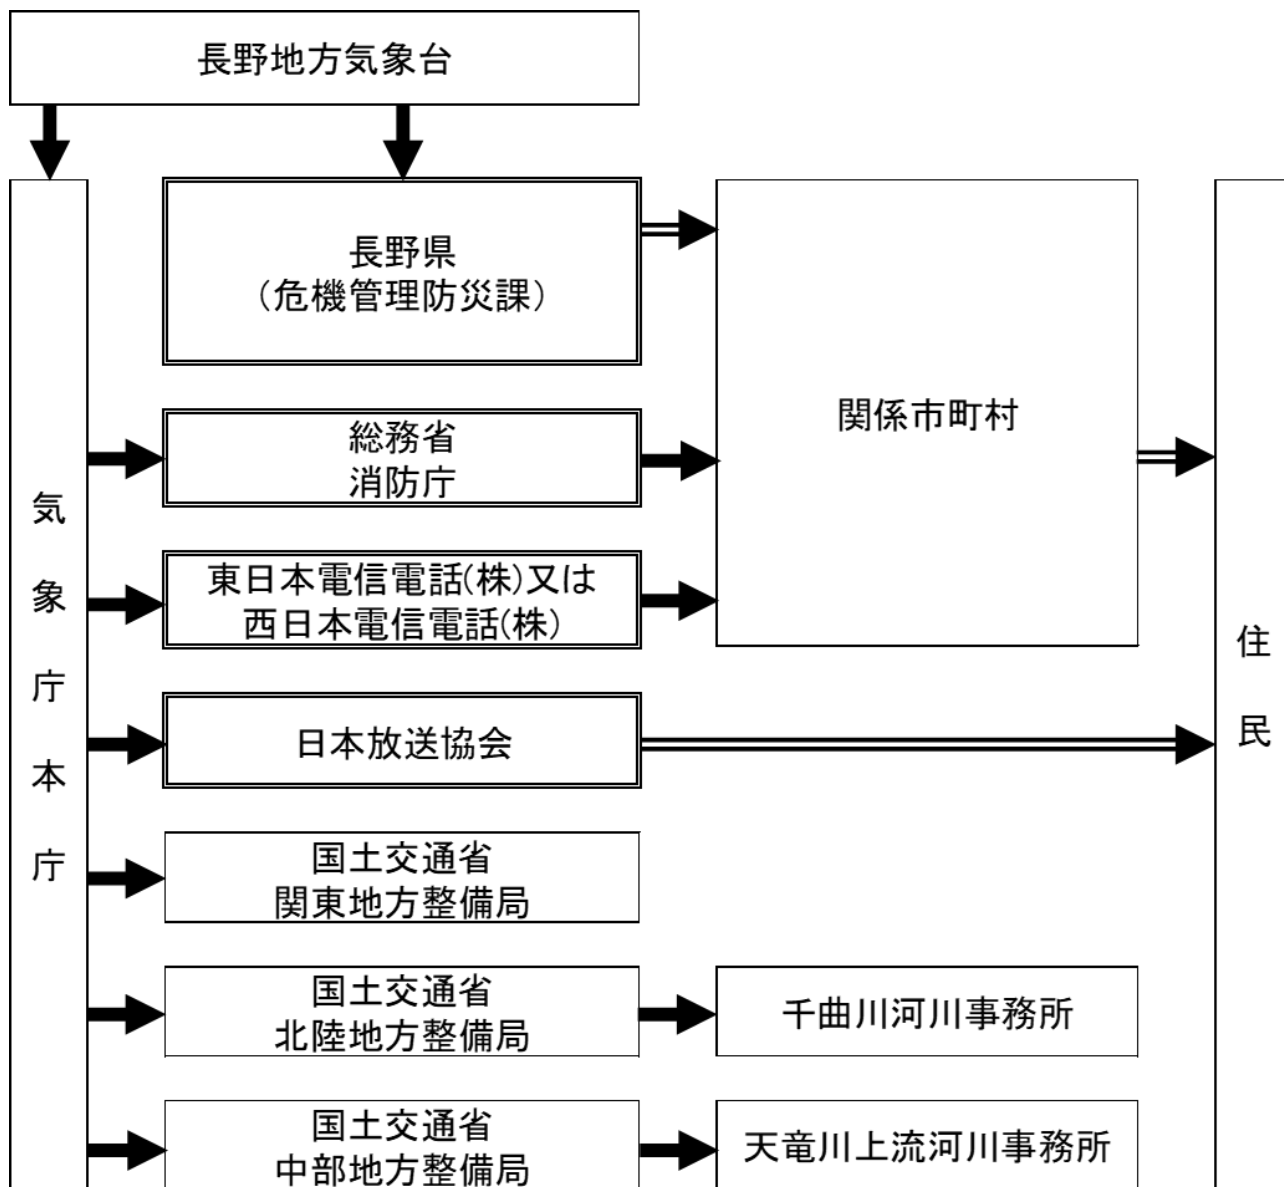 長野地方気象台
長野県
（危機管理防災課）
関係市町村
総務省
消防庁
東日本電信電話(株)又は
西日本電信電話(株)
日本放送協会
国土交通省
関東地方整備局
国土交通省
北陸地方整備局
千曲川河川事務所
国土交通省
中部地方整備局
天竜川上流河川事務所
気象庁本庁
住民